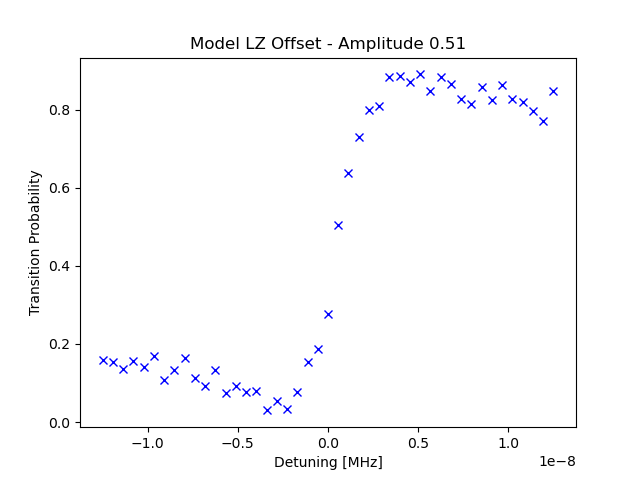 Model LZ Offset - Amplitude 0.51
Transition Probability
0.8
0.6
0.4
0.2
0.0
−1.0 −0.5 0.0 0.5 1.0
1e−8
Detuning [MHz]